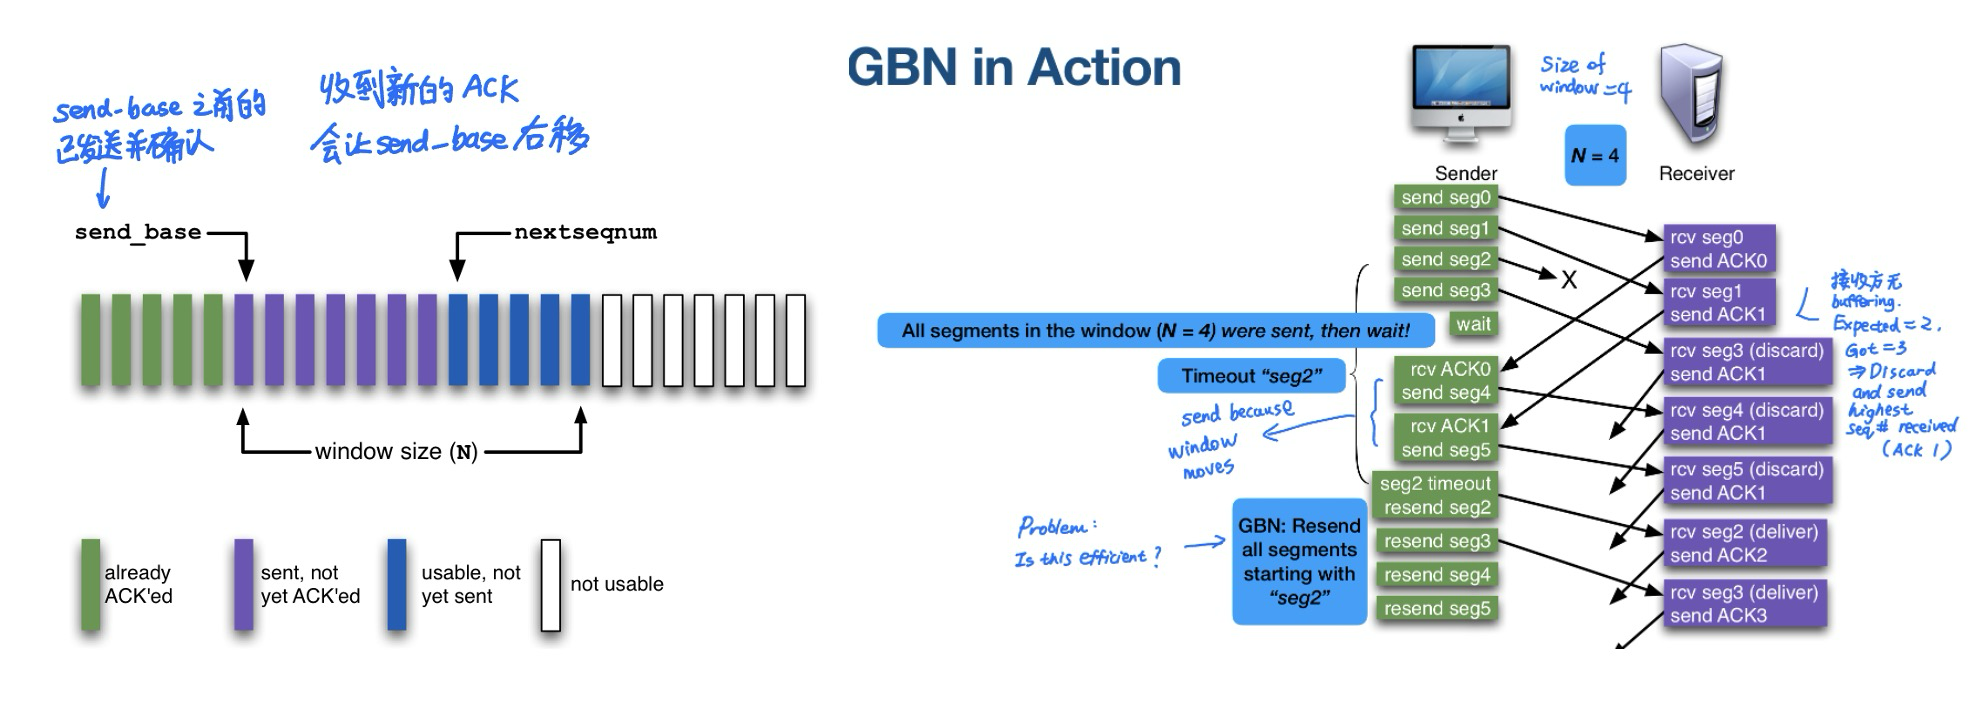 send-base 之前的
已发送并确认
收到新的 ACK
会让 send_base 右移
send_base
nextseqnum
window size (N)
already
ACK'ed
sent, not
yet ACK'ed
usable, not
yet sent
not usable
GBN in Action
Size of
window = 4
N = 4
Sender
Receiver
send seg0
send seg1
send seg2
X
send seg3
wait
All segments in the window (N = 4) were sent, then wait!
Timeout "seg2"
rcv ACK0
send seg4
rcv ACK1
send seg5
send because
window
moves
seg2 timeout
resend seg2
resend seg3
resend seg4
resend seg5
Problem:
Is this efficient?
GBN: Resend
all segments
starting with
"seg2"
rcv seg0
send ACK0
rcv seg1
send ACK1
rcv seg3 (discard)
send ACK1
rcv seg4 (discard)
send ACK1
rcv seg5 (discard)
send ACK1
rcv seg2 (deliver)
send ACK2
rcv seg3 (deliver)
send ACK3
接收方无
buffering.
Expected = 2.
Got = 3
⇒ Discard
and send
highest
seq # received
(ACK 1)